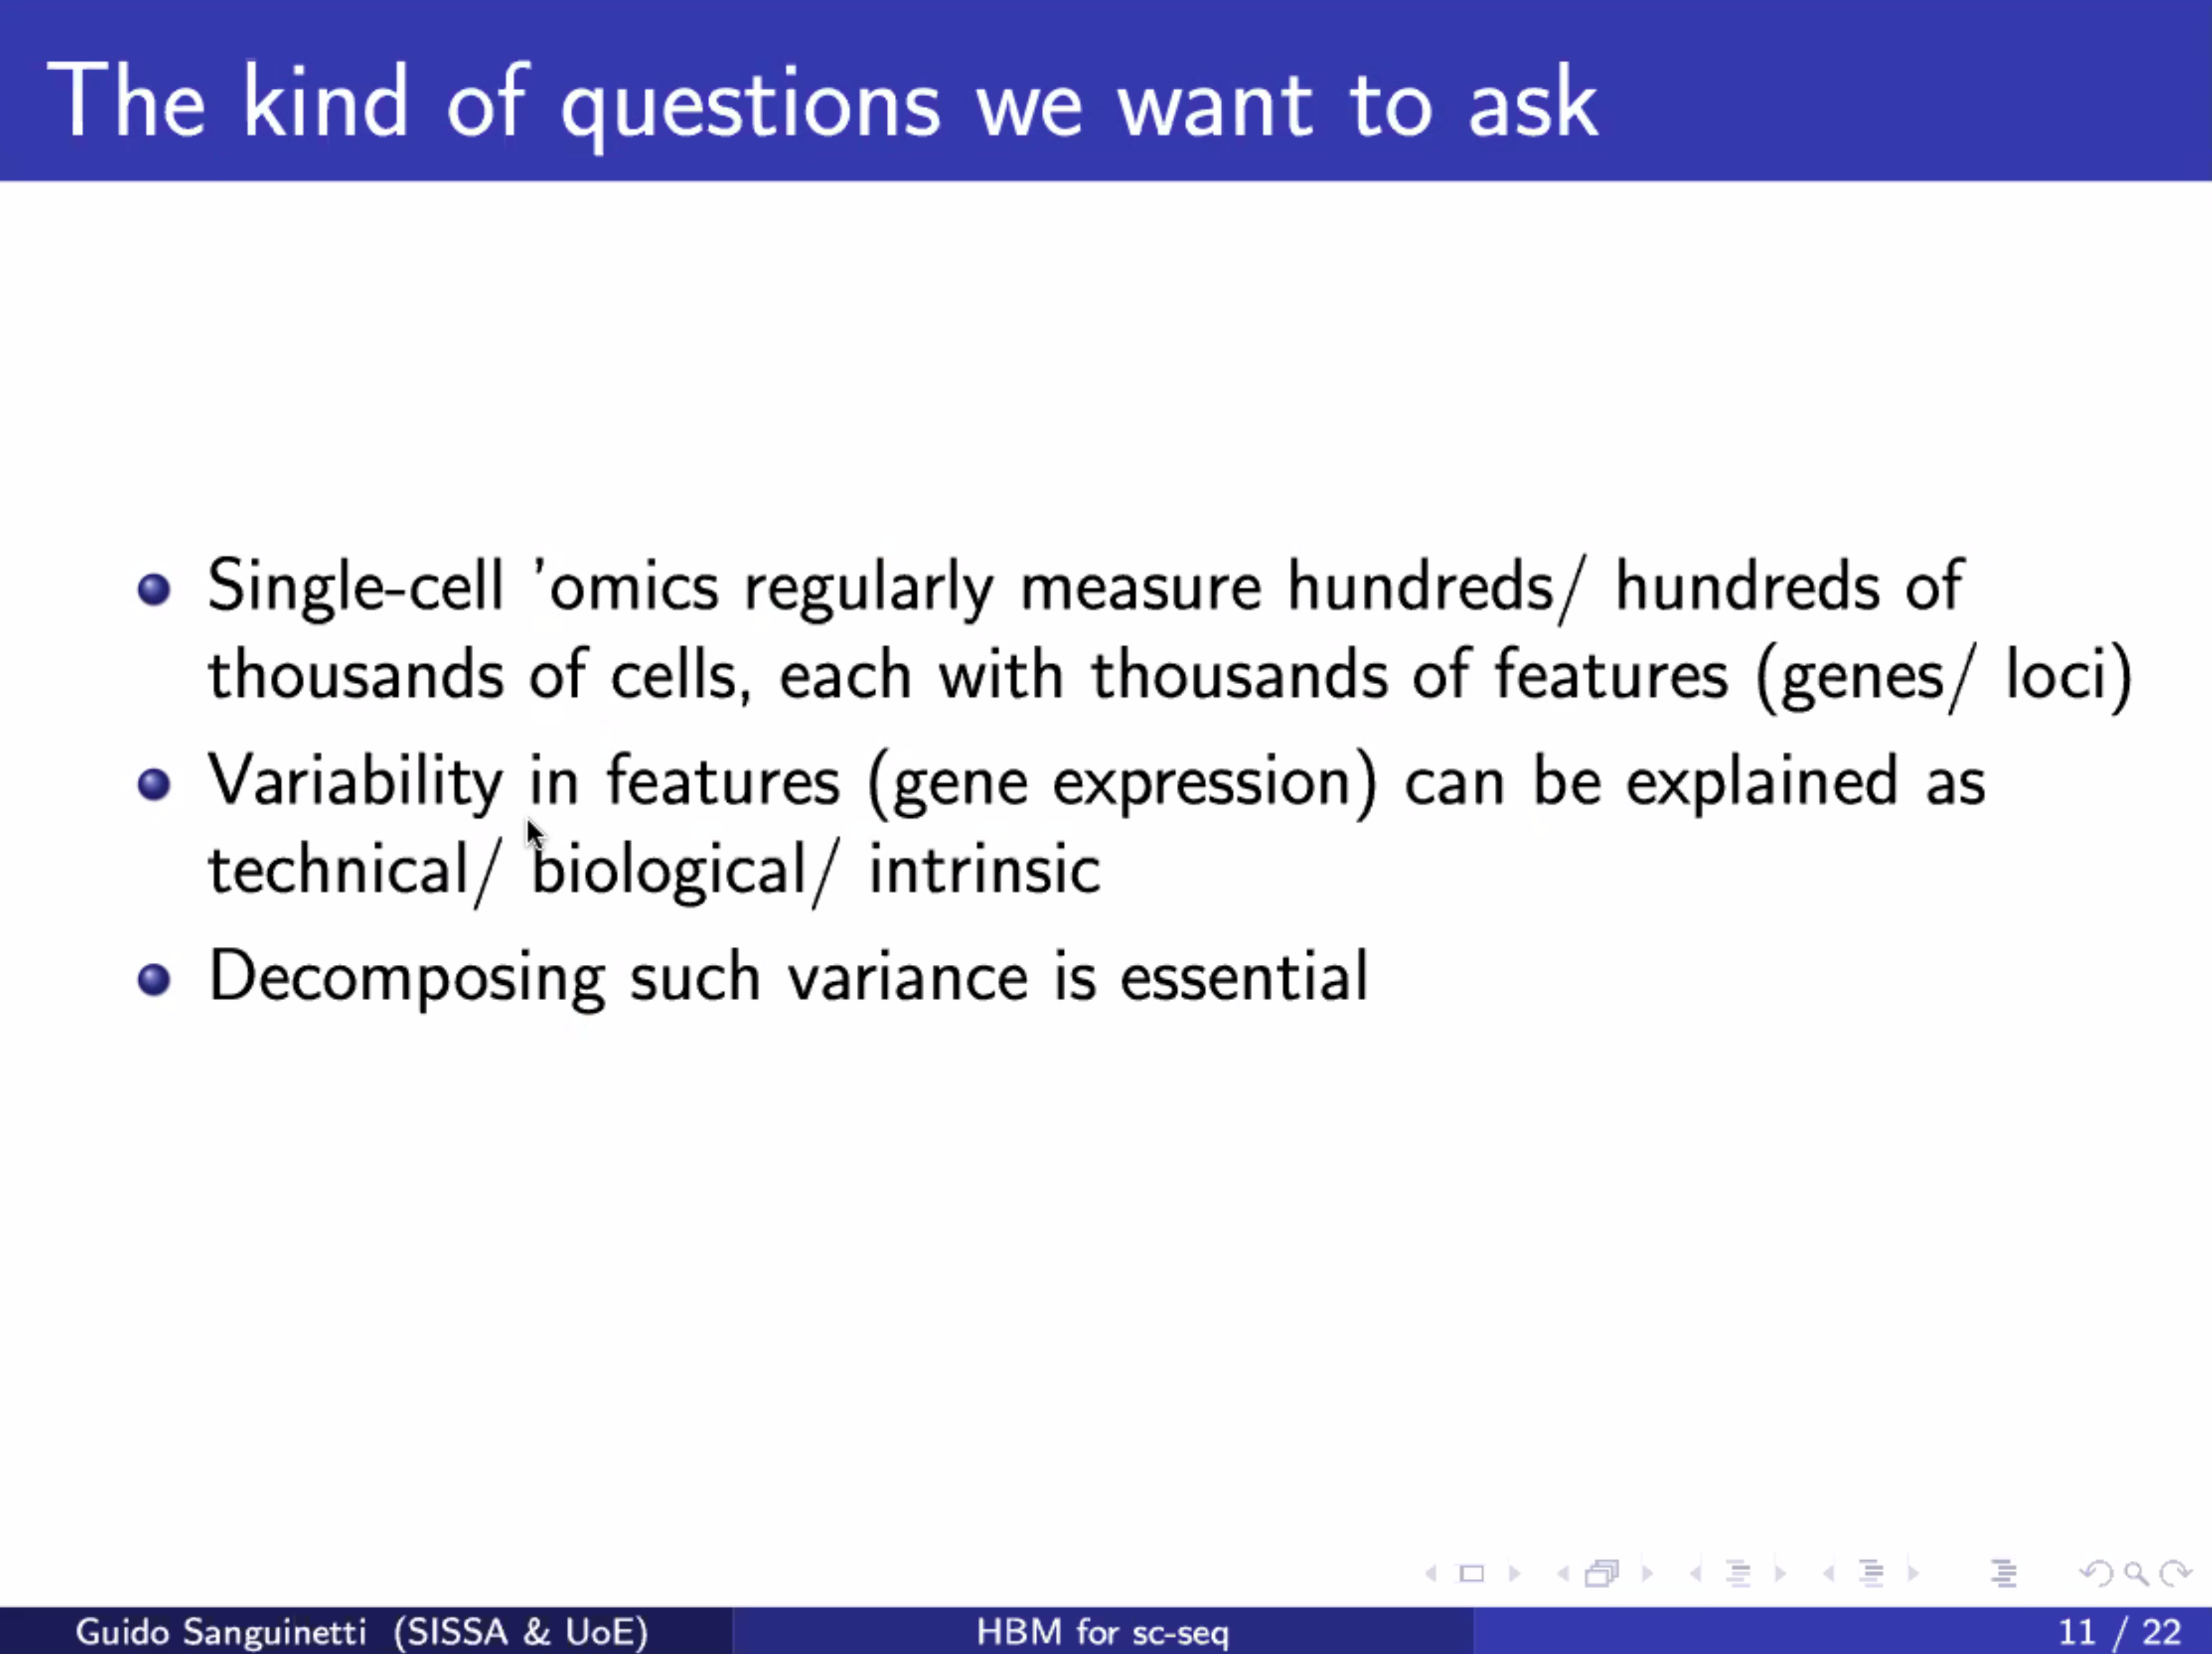 The kind of questions we want to ask
Single-cell 'omics regularly measure hundreds/ hundreds of
thousands of cells, each with thousands of features (genes/ loci)
Variability in features (gene expression) can be explained as
technical/ biological/ intrinsic
Decomposing such variance is essential
Guido Sanguinetti (SISSA & UoE) HBM for sc-seq 11 / 22